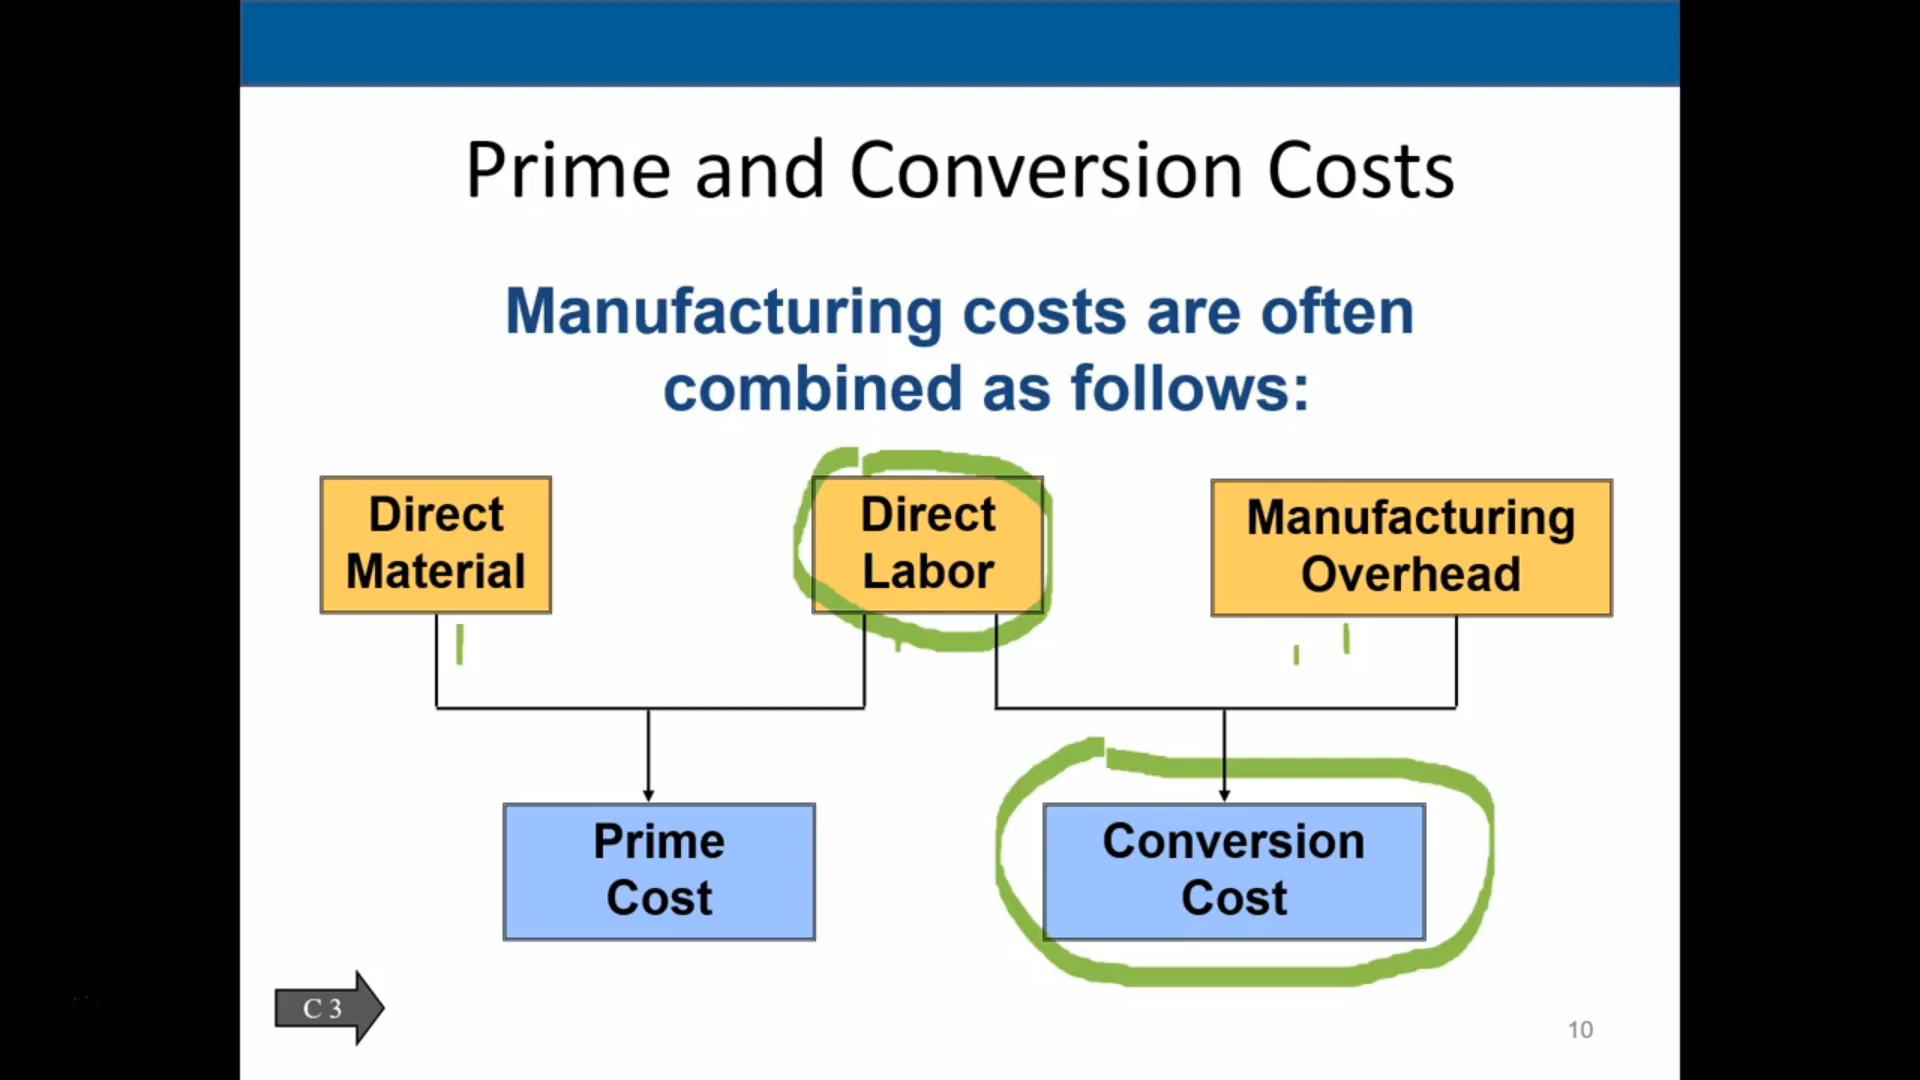 Prime and Conversion Costs
Manufacturing costs are often
combined as follows:
Direct
Material
Direct
Labor
Manufacturing
Overhead
Prime
Cost
Conversion
Cost
C 3
10